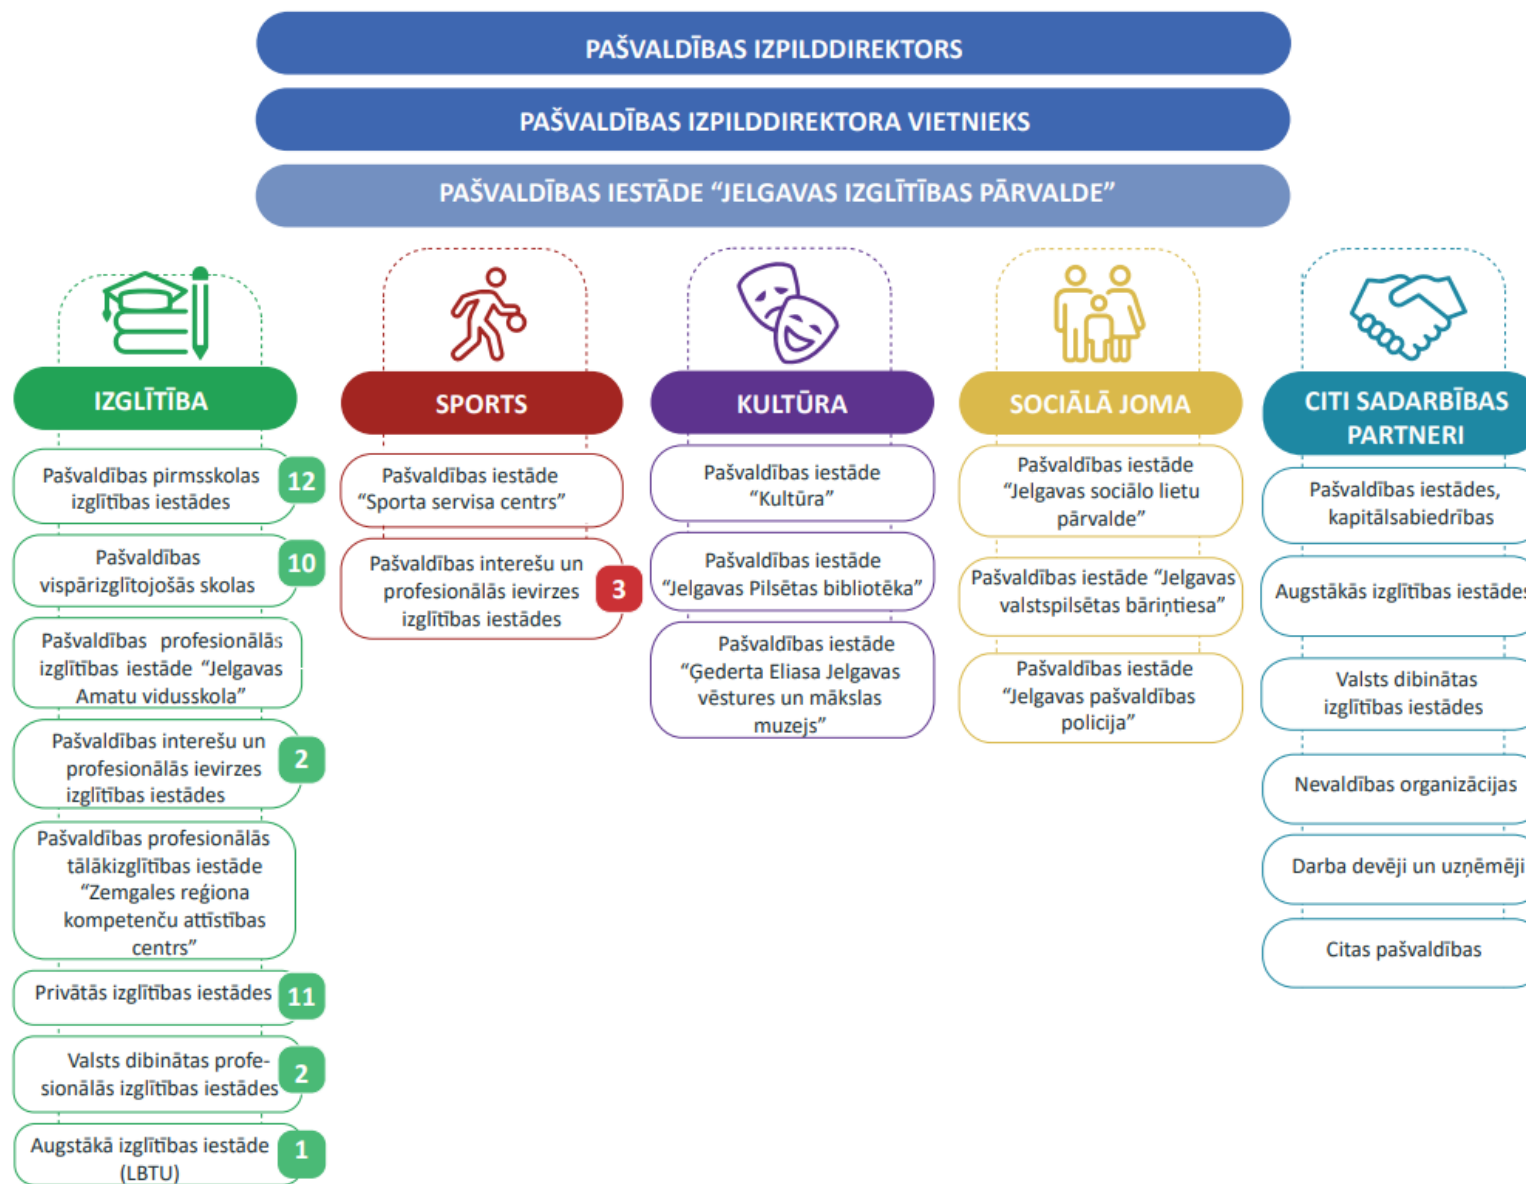 PAŠVALDĪBAS IZPILDDIREKTORS
PAŠVALDĪBAS IZPILDDIREKTORA VIETNIEKS
PAŠVALDĪBAS IESTĀDE “JELGAVAS IZGLĪTĪBAS PĀRVALDE”
IZGLĪTĪBA
Pašvaldības pirmsskolas
izglītības iestādes
12
Pašvaldības
vispārizglītojošās skolas
10
Pašvaldības profesionālās
izglītības iestāde “Jelgavas
Amatu vidusskola”
Pašvaldības interešu un
profesionālās ievirzes
izglītības iestādes
2
Pašvaldības profesionālās
tālākizglītības iestāde
“Zemgales reģiona
kompetenču attīstības
centrs”
Privātās izglītības iestādes
11
Valsts dibinātas profe-
sionālās izglītības iestādes
2
Augstākā izglītības iestāde
(LBTU)
1
SPORTS
Pašvaldības iestāde
“Sporta servisa centrs”
Pašvaldības interešu un
profesionālās ievirzes
izglītības iestādes
3
KULTŪRA
Pašvaldības iestāde
“Kultūra”
Pašvaldības iestāde
“Jelgavas Pilsētas bibliotēka”
Pašvaldības iestāde
“Ģederta Eliasa Jelgavas
vēstures un mākslas
muzejs”
SOCIĀLĀ JOMA
Pašvaldības iestāde
“Jelgavas sociālo lietu
pārvalde”
Pašvaldības iestāde “Jelgavas
valstspilsētas bāriņtiesa”
Pašvaldības iestāde
“Jelgavas pašvaldības
policija”
CITI SADARBĪBAS
PARTNERI
Pašvaldības iestādes,
kapitālsabiedrības
Augstākās izglītības iestādes
Valsts dibinātas
izglītības iestādes
Nevaldības organizācijas
Darba devēji un uzņēmēji
Citas pašvaldības